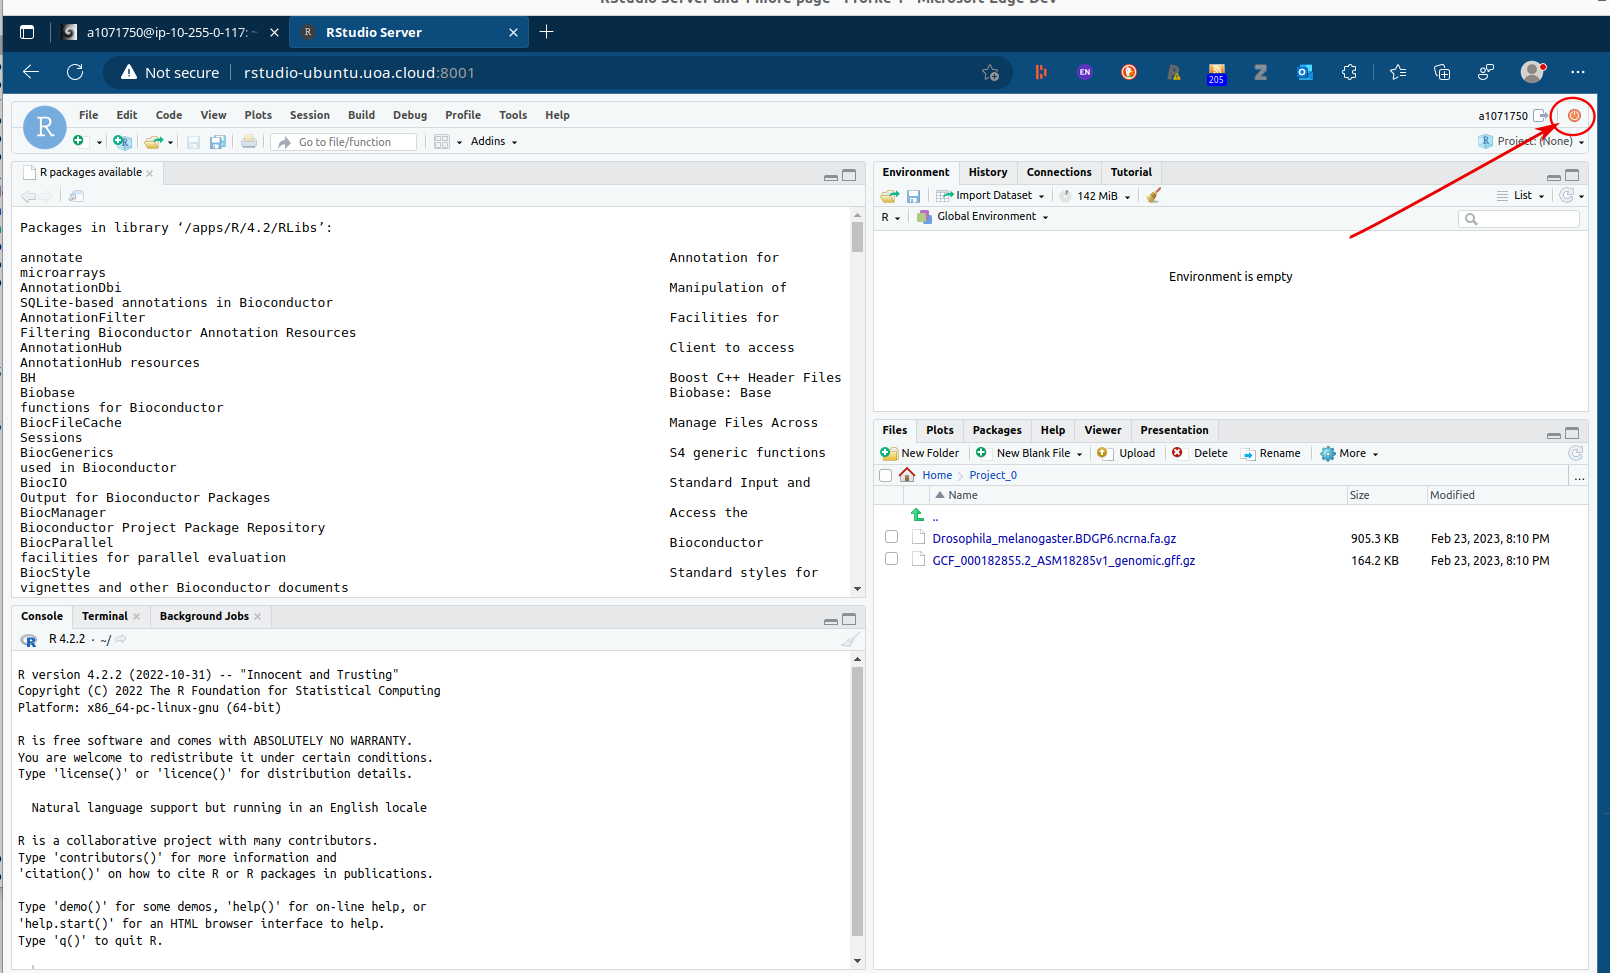 RStudio Server and 1 more page - Profile 1 - Microsoft Edge Dev
a1071750@ip-10-255-0-117: ~
RStudio Server
Not secure
rstudio-ubuntu.uoa.cloud:8001
EN
205
File Edit Code View Plots Session Build Debug Profile Tools Help
a1071750
Go to file/function
Addins
Project: (None)
R packages available
Packages in library ‘/apps/R/4.2/RLibs’:
annotate Annotation for
microarrays
AnnotationDbi Manipulation of
SQLite-based annotations in Bioconductor
AnnotationFilter Facilities for
Filtering Bioconductor Annotation Resources
AnnotationHub Client to access
AnnotationHub resources
BH Boost C++ Header Files
Biobase Biobase: Base
functions for Bioconductor
BiocFileCache Manage Files Across
Sessions
BiocGenerics S4 generic functions
used in Bioconductor
BiocIO Standard Input and
Output for Bioconductor Packages
BiocManager Access the
Bioconductor Project Package Repository
BiocParallel Bioconductor
facilities for parallel evaluation
BiocStyle Standard styles for
vignettes and other Bioconductor documents
Console Terminal Background Jobs
R 4.2.2 · ~/
R version 4.2.2 (2022-10-31) -- "Innocent and Trusting"
Copyright (C) 2022 The R Foundation for Statistical Computing
Platform: x86_64-pc-linux-gnu (64-bit)
R is free software and comes with ABSOLUTELY NO WARRANTY.
You are welcome to redistribute it under certain conditions.
Type 'license()' or 'licence()' for distribution details.
Natural language support but running in an English locale
R is a collaborative project with many contributors.
Type 'contributors()' for more information and
'citation()' on how to cite R or R packages in publications.
Type 'demo()' for some demos, 'help()' for on-line help, or
'help.start()' for an HTML browser interface to help.
Type 'q()' to quit R.
Environment History Connections Tutorial
Import Dataset
142 MiB
List
R
Global Environment
Environment is empty
Files Plots Packages Help Viewer Presentation
New Folder New Blank File Upload Delete Rename More
Home Project_0
...
Name Size Modified
..
Drosophila_melanogaster.BDGP6.ncrna.fa.gz 905.3 KB Feb 23, 2023, 8:10 PM
GCF_000182855.2_ASM18285v1_genomic.gff.gz 164.2 KB Feb 23, 2023, 8:10 PM